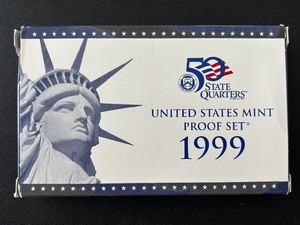 50
STATE
QUARTERS
UNITED STATES MINT
PROOF SET®
1999